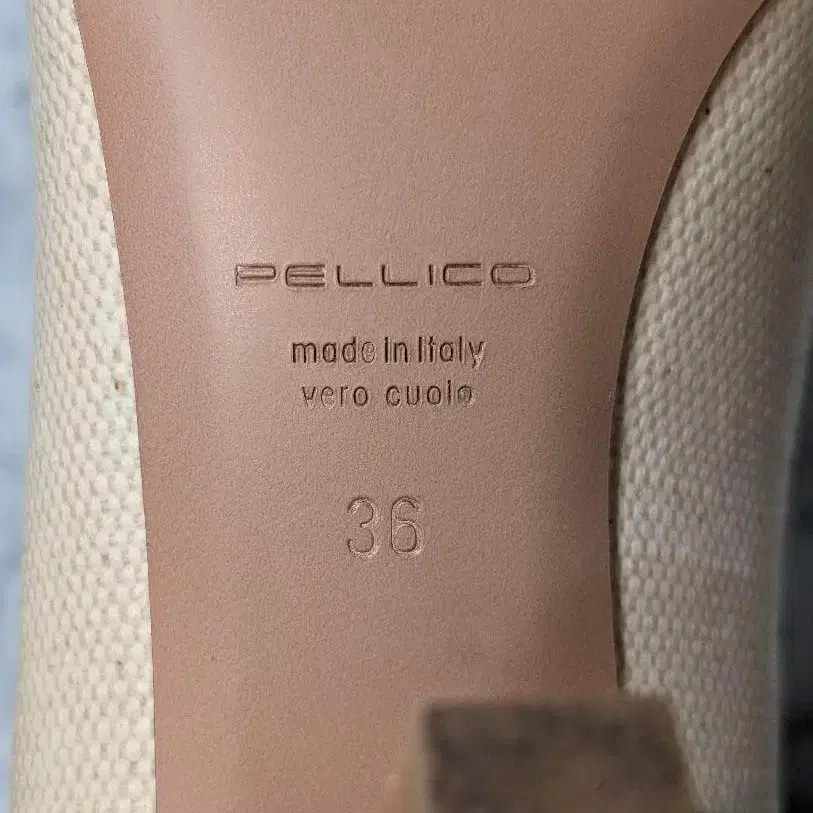 PELLICO
made in Italy
vero cuoio
36